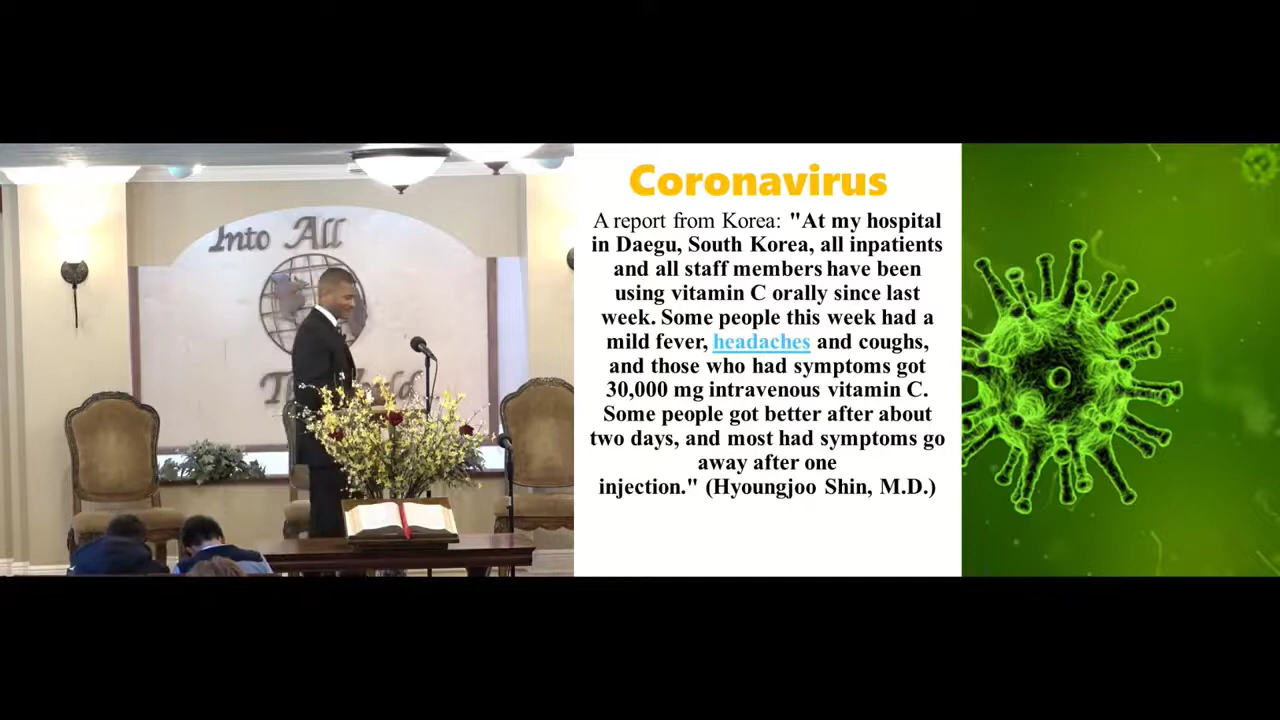 Into All
The World
Coronavirus
A report from Korea: "At my hospital
in Daegu, South Korea, all inpatients
and all staff members have been
using vitamin C orally since last
week. Some people this week had a
mild fever, headaches and coughs,
and those who had symptoms got
30,000 mg intravenous vitamin C.
Some people got better after about
two days, and most had symptoms go
away after one
injection." (Hyoungjoo Shin, M.D.)